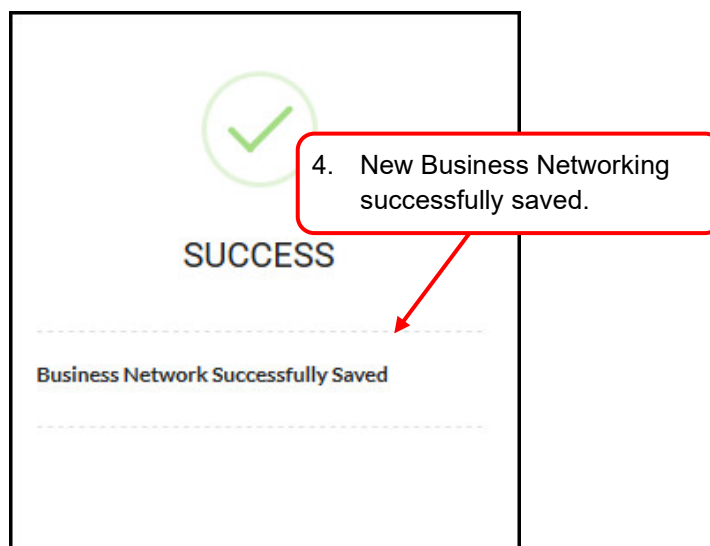 4. New Business Networking
successfully saved.
SUCCESS
Business Network Successfully Saved